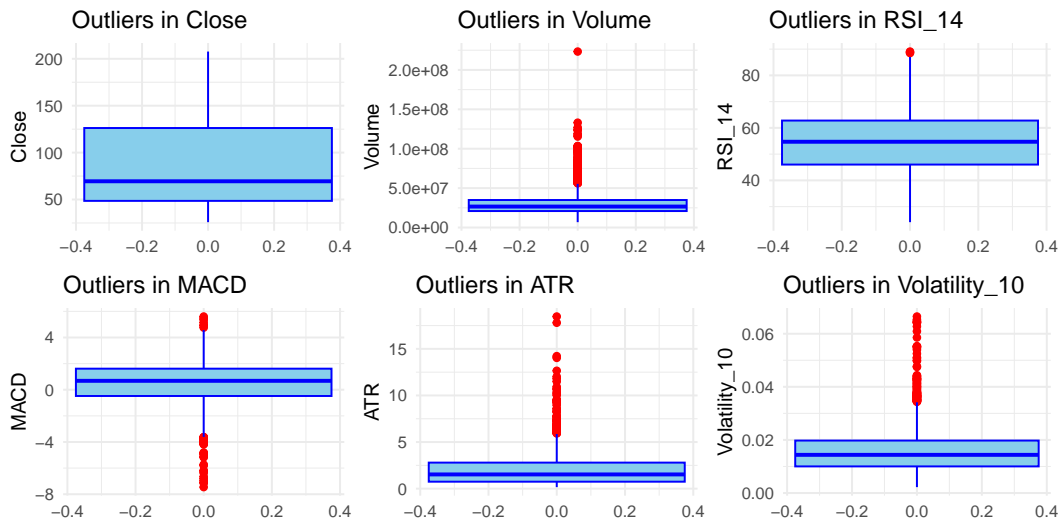 Outliers in Close
Close
200
150
100
50
−0.4 −0.2 0.0 0.2 0.4
Outliers in Volume
Volume
2.0e+08
1.5e+08
1.0e+08
5.0e+07
0.0e+00
−0.4 −0.2 0.0 0.2 0.4
Outliers in RSI_14
RSI_14
80
60
40
−0.4 −0.2 0.0 0.2 0.4
Outliers in MACD
MACD
4
0
−4
−8
−0.4 −0.2 0.0 0.2 0.4
Outliers in ATR
ATR
15
10
5
0
−0.4 −0.2 0.0 0.2 0.4
Outliers in Volatility_10
Volatility_10
0.06
0.04
0.02
0.00
−0.4 −0.2 0.0 0.2 0.4